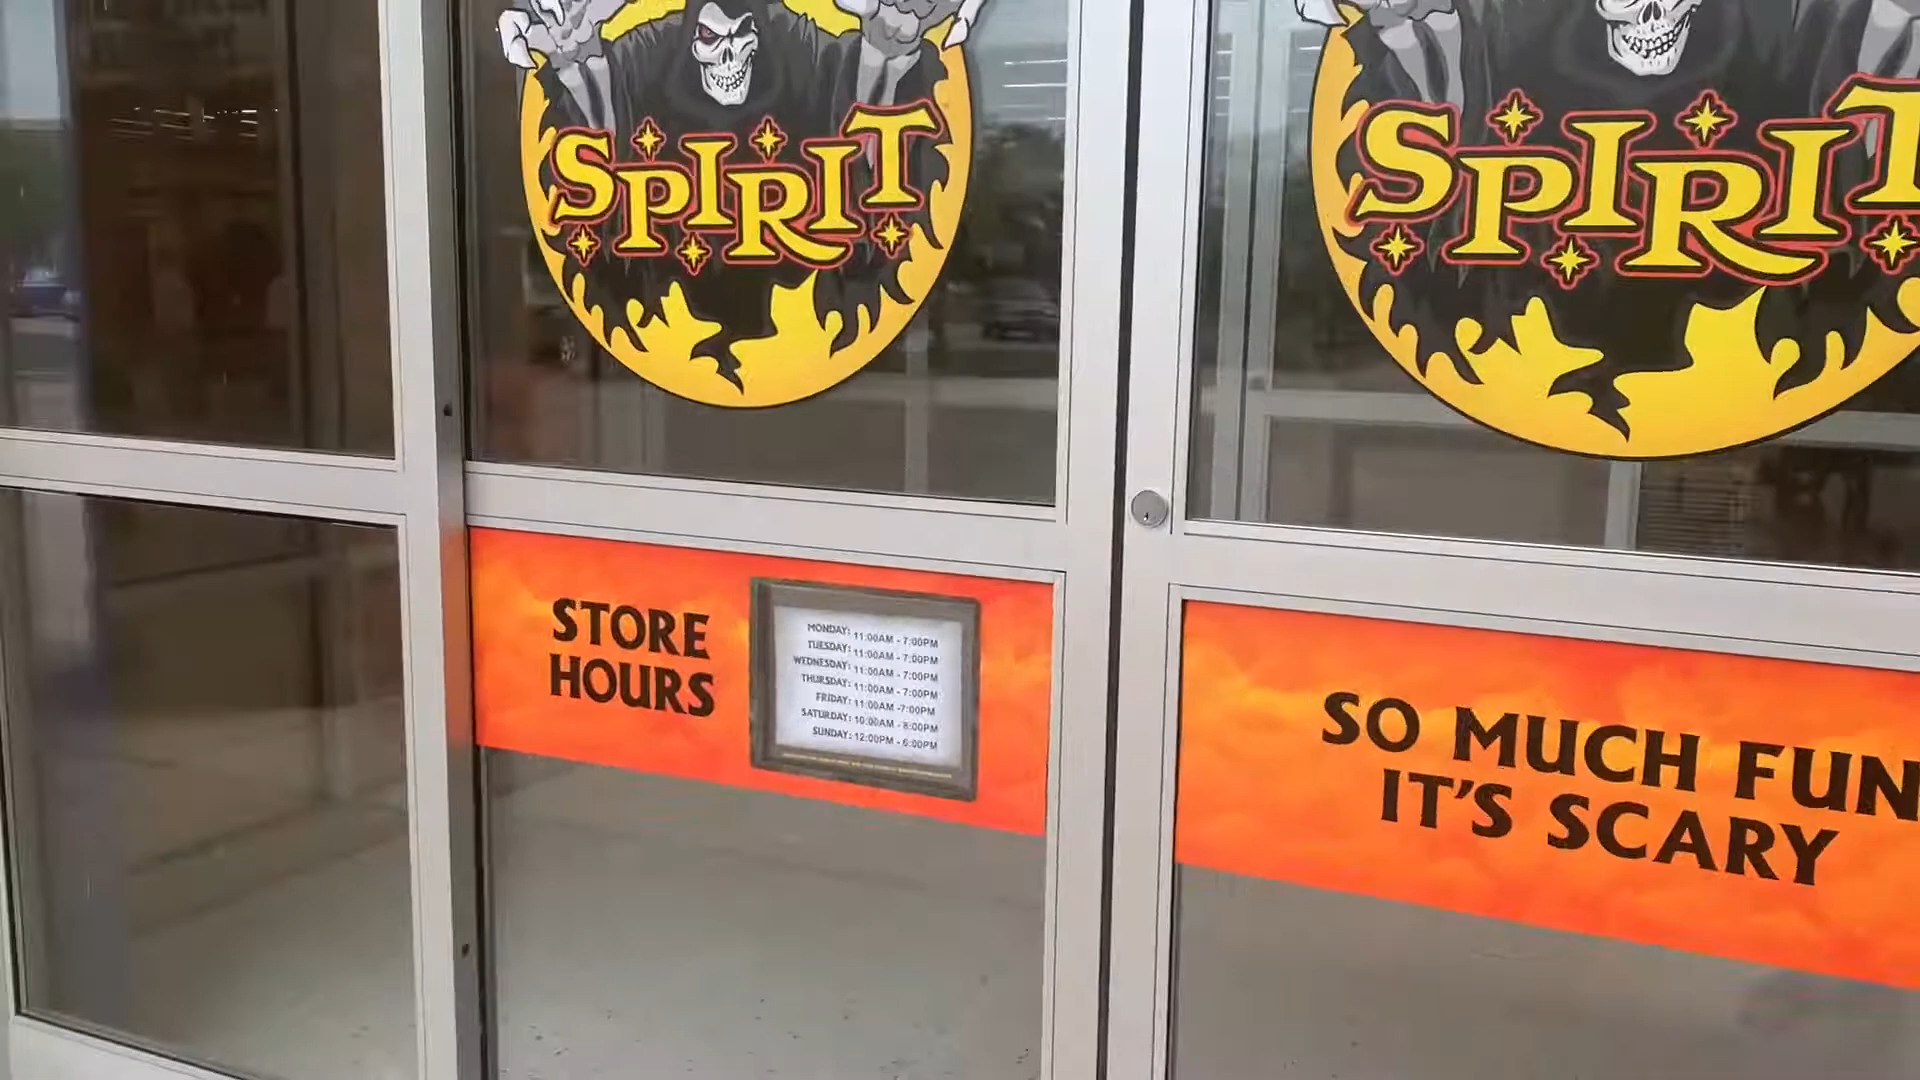 SPIRIT
SPIRIT
STORE
HOURS
MONDAY: 11:00AM - 7:00PM
TUESDAY: 11:00AM - 7:00PM
WEDNESDAY: 11:00AM - 7:00PM
THURSDAY: 11:00AM - 7:00PM
FRIDAY: 11:00AM -7:00PM
SATURDAY: 10:00AM - 8:00PM
SUNDAY: 12:00PM - 6:00PM
SO MUCH FUN
IT'S SCARY